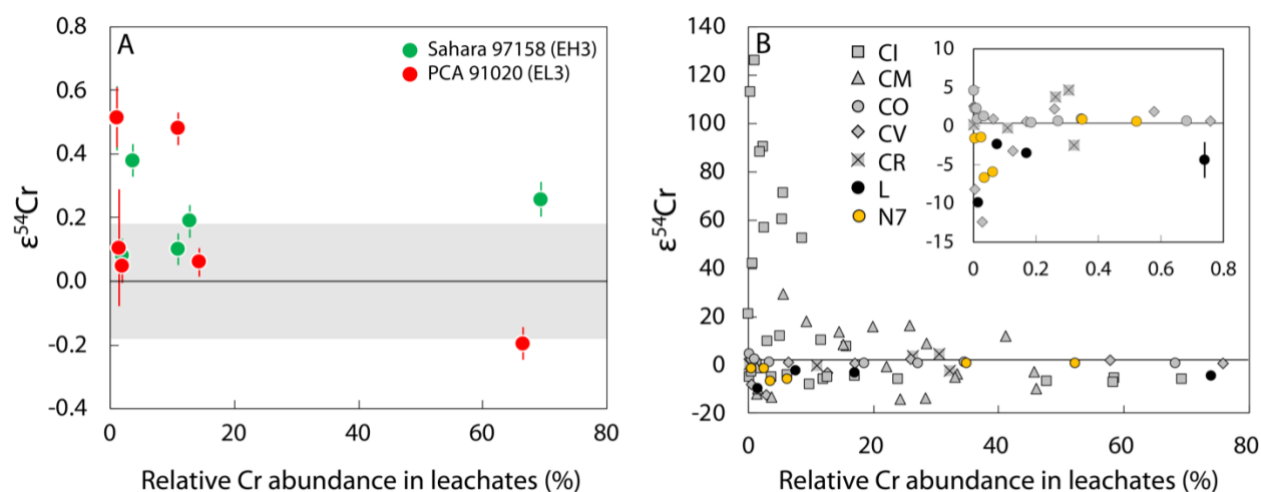 A
0.8
0.6
0.4
0.2
0.0
-0.2
-0.4
ε54Cr
Sahara 97158 (EH3)
PCA 91020 (EL3)
0 20 40 60 80
Relative Cr abundance in leachates (%)
B
140
120
100
80
60
40
20
0
-20
ε54Cr
CI
CM
CO
CV
CR
L
N7
10
5
0
-5
-10
-15
0 0.2 0.4 0.6 0.8
0 20 40 60 80
Relative Cr abundance in leachates (%)